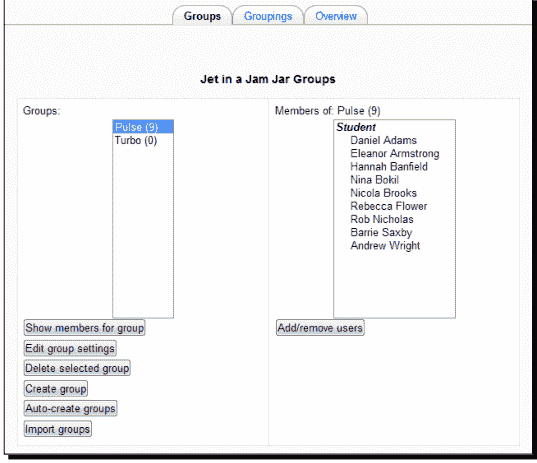 Groups Groupings Overview
Jet in a Jam Jar Groups
Groups:
Pulse (9)
Turbo (0)
Show members for group
Edit group settings
Delete selected group
Create group
Auto-create groups
Import groups
Members of: Pulse (9)
Student
Daniel Adams
Eleanor Armstrong
Hannah Banfield
Nina Bokil
Nicola Brooks
Rebecca Flower
Rob Nicholas
Barrie Saxby
Andrew Wright
Add/remove users